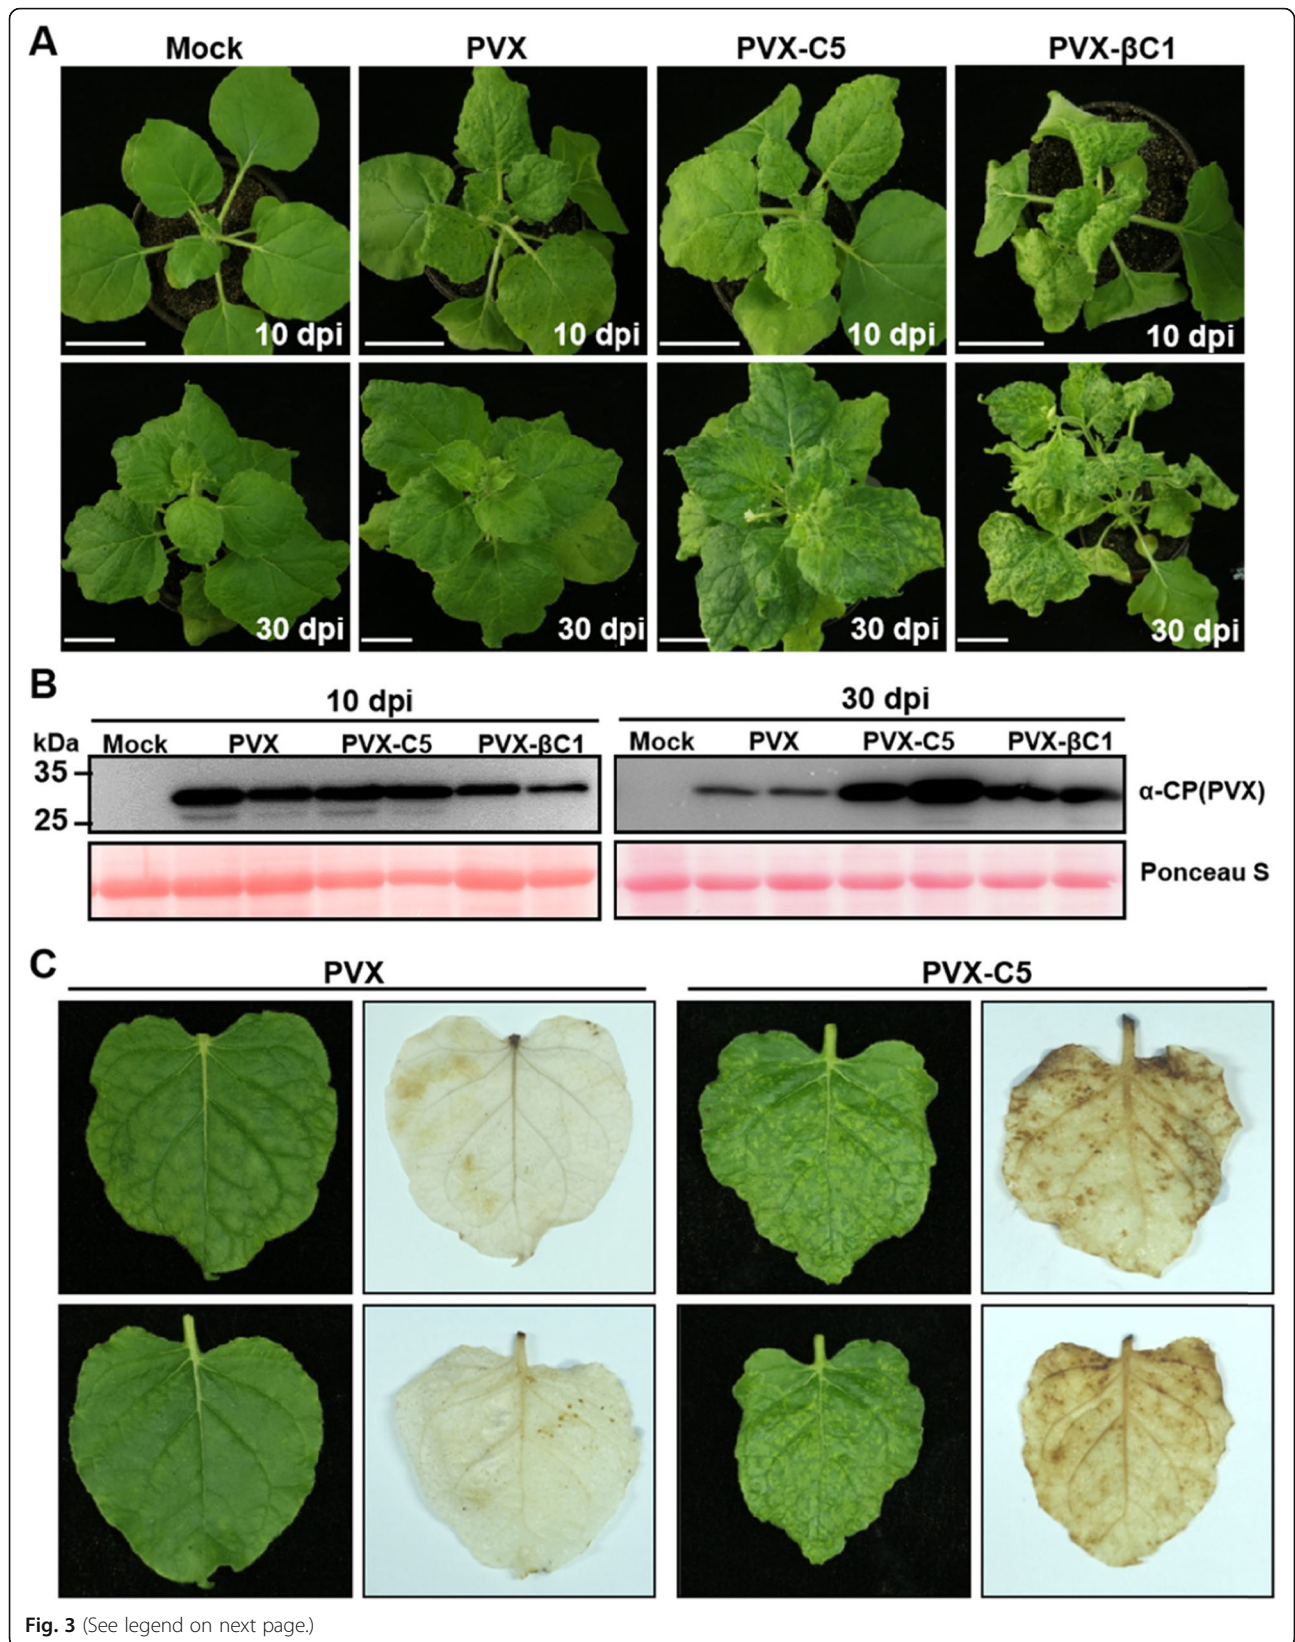 A
Mock PVX PVX-C5 PVX-βC1
10 dpi 10 dpi 10 dpi 10 dpi
30 dpi 30 dpi 30 dpi 30 dpi
B
10 dpi 30 dpi
kDa Mock PVX PVX-C5 PVX-βC1 Mock PVX PVX-C5 PVX-βC1
35
25
α-CP(PVX)
Ponceau S
C
PVX PVX-C5
Fig. 3 (See legend on next page.)